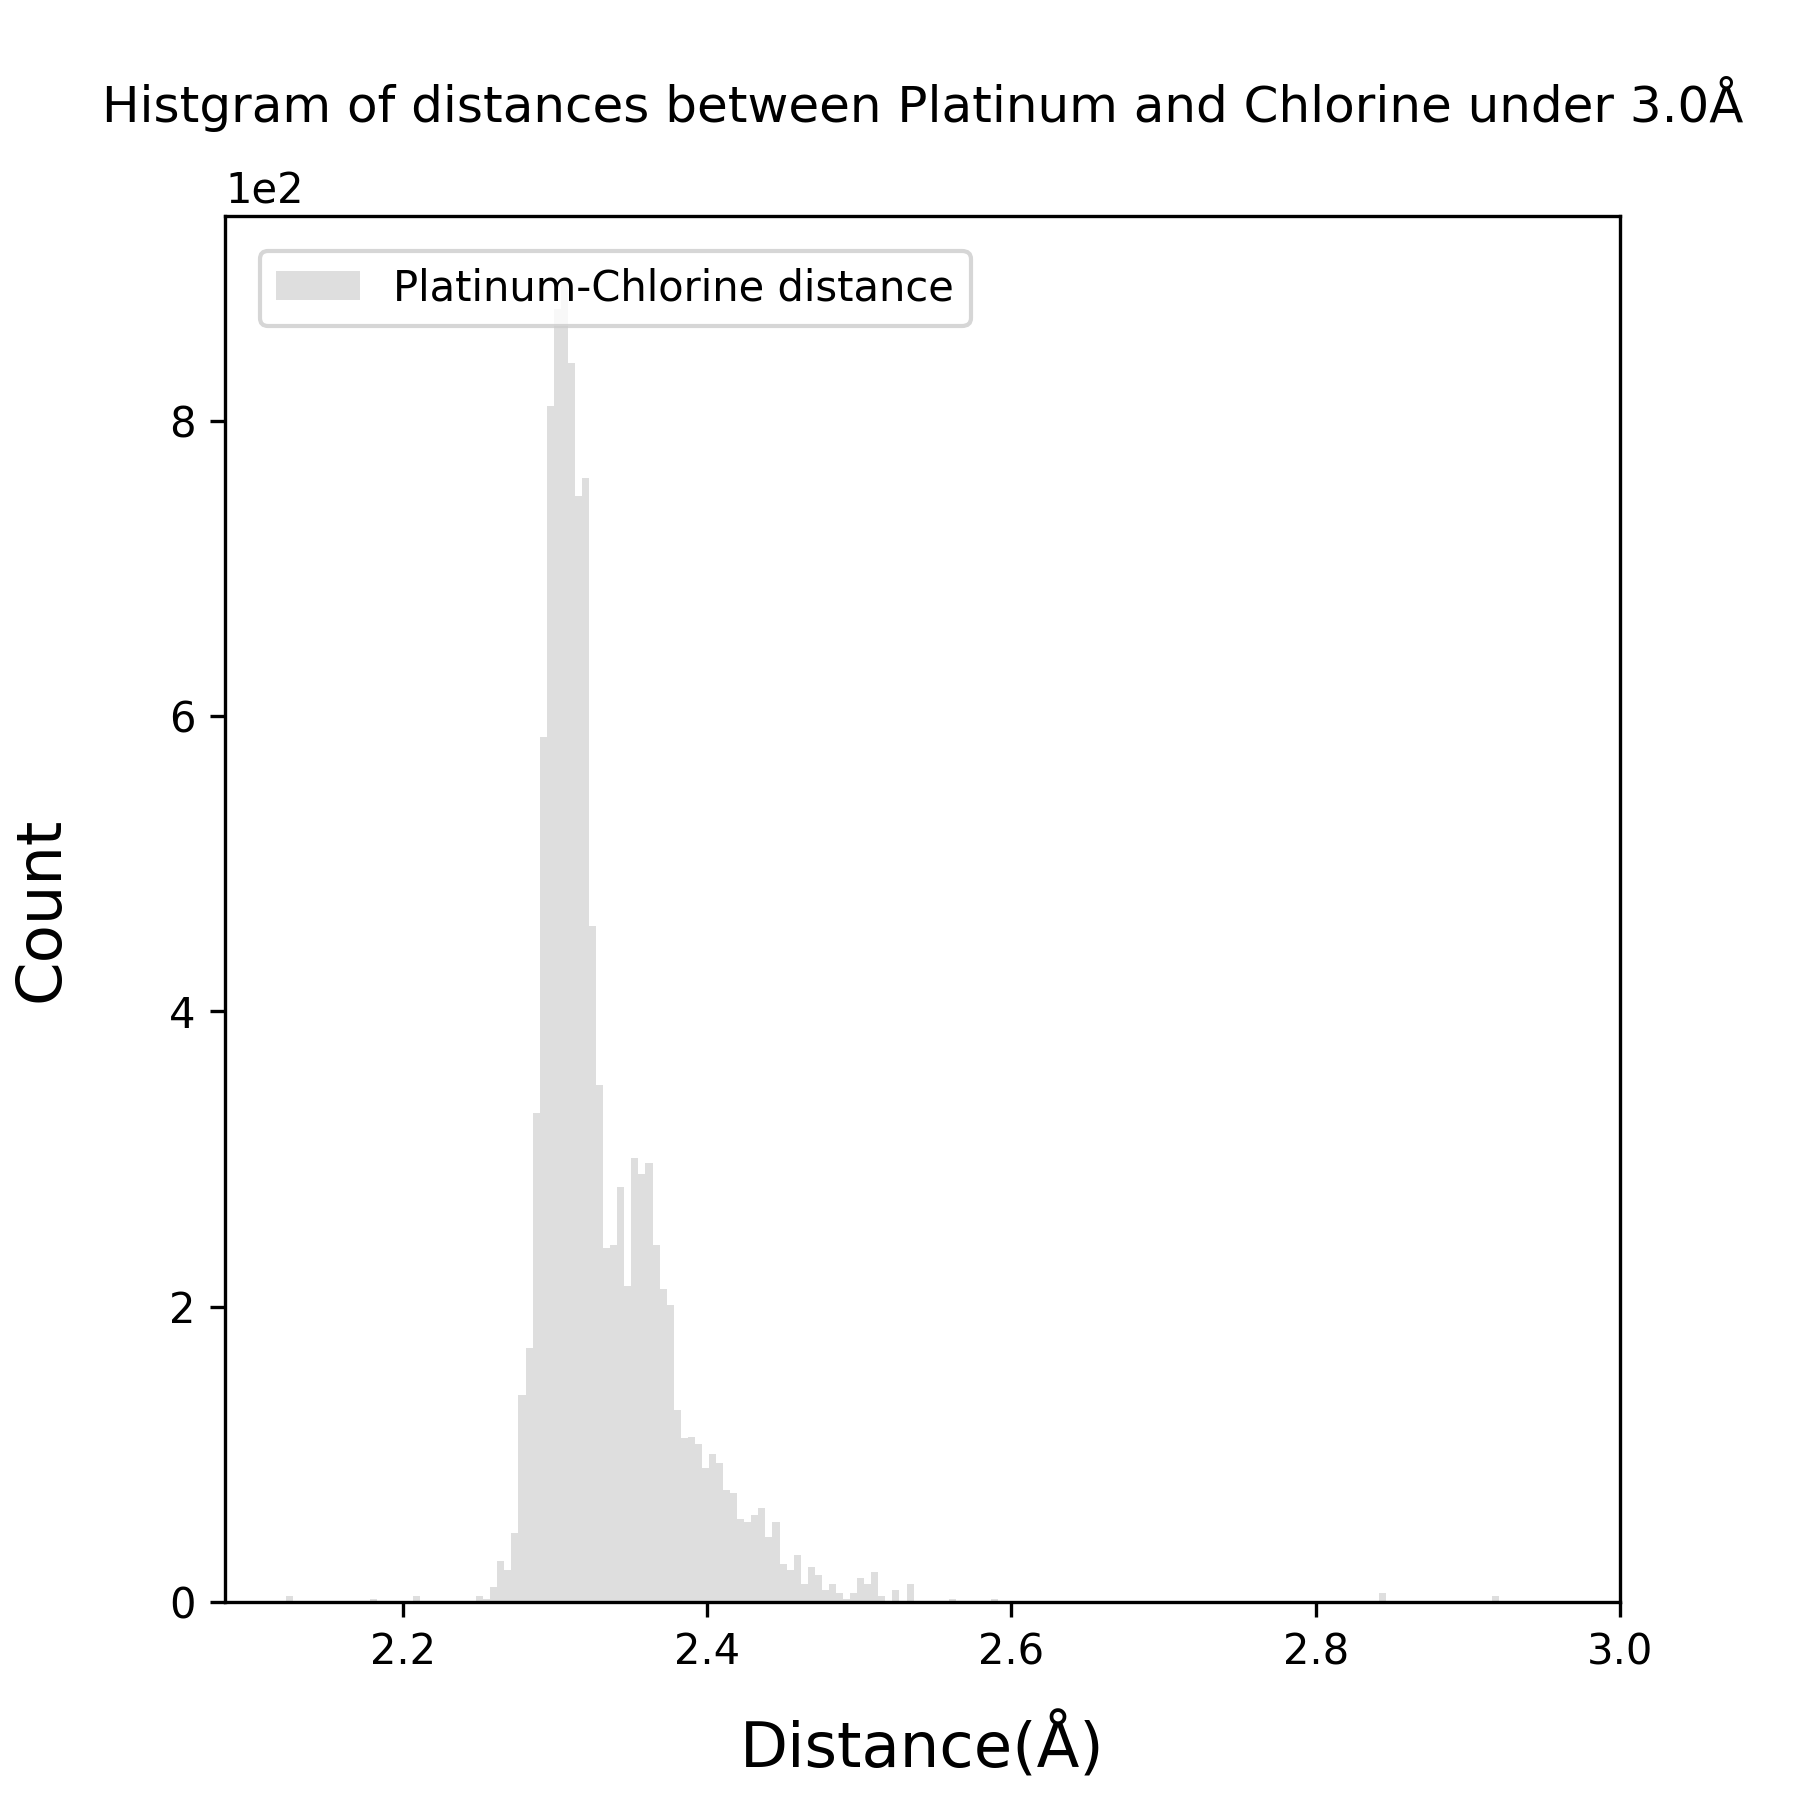 Histgram of distances between Platinum and Chlorine under 3.0Å
1e2
Platinum-Chlorine distance
8
6
4
2
0
Count
2.2 2.4 2.6 2.8 3.0
Distance(Å)